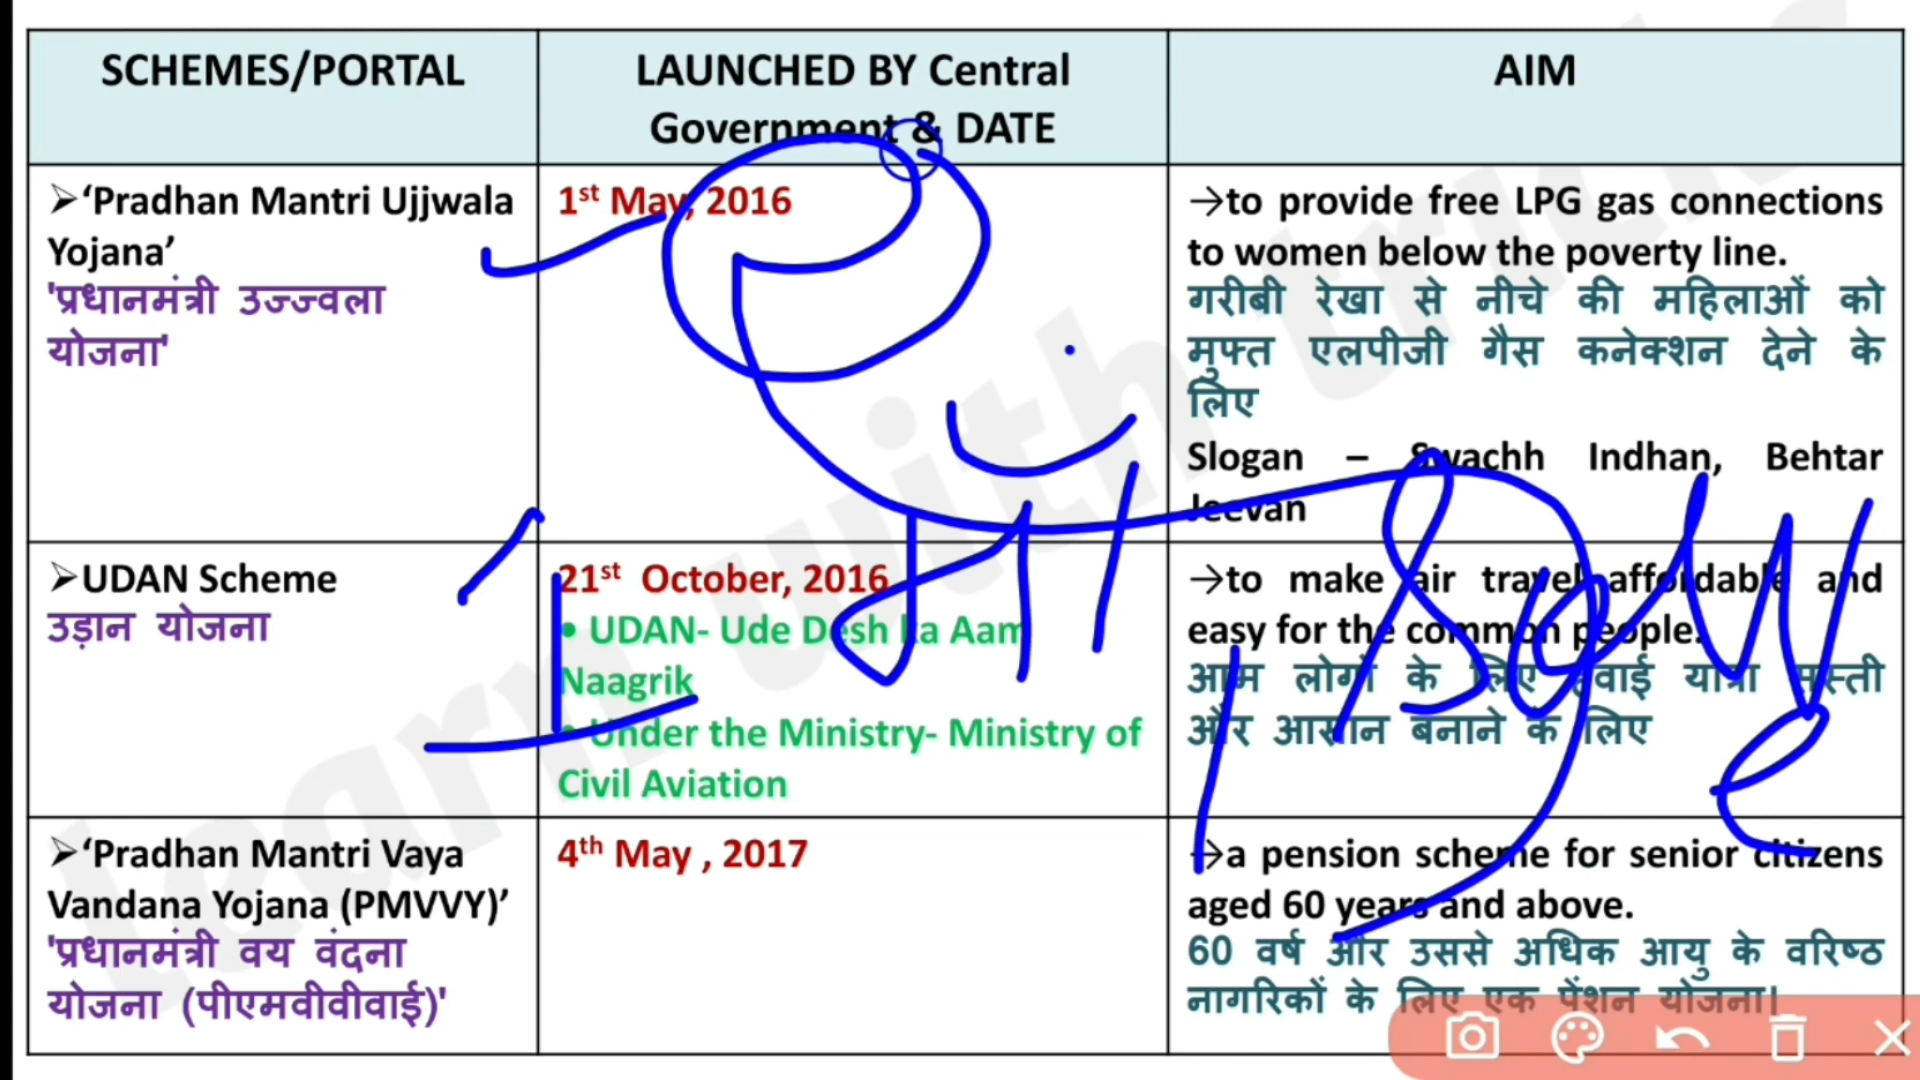 SCHEMES/PORTAL
LAUNCHED BY Central
Government & DATE
AIM
➢‘Pradhan Mantri Ujjwala
Yojana’
'प्रधानमंत्री उज्ज्वला
योजना'
1st May, 2016
→to provide free LPG gas connections
to women below the poverty line.
गरीबी रेखा से नीचे की महिलाओं को
मुफ्त एलपीजी गैस कनेक्शन देने के
लिए
Slogan – Swachh Indhan, Behtar
Jeevan
➢UDAN Scheme
उड़ान योजना
21st October, 2016
• UDAN- Ude Desh ka Aam
Naagrik
• Under the Ministry- Ministry of
Civil Aviation
→to make air travel affordable and
easy for the common people.
आम लोगों के लिए हवाई यात्रा सस्ती
और आसान बनाने के लिए
➢‘Pradhan Mantri Vaya
Vandana Yojana (PMVVY)’
'प्रधानमंत्री वय वंदना
योजना (पीएमवीवीवाई)'
4th May , 2017
→a pension scheme for senior citizens
aged 60 years and above.
60 वर्ष और उससे अधिक आयु के वरिष्ठ
नागरिकों के लिए एक पेंशन योजना|
learn with